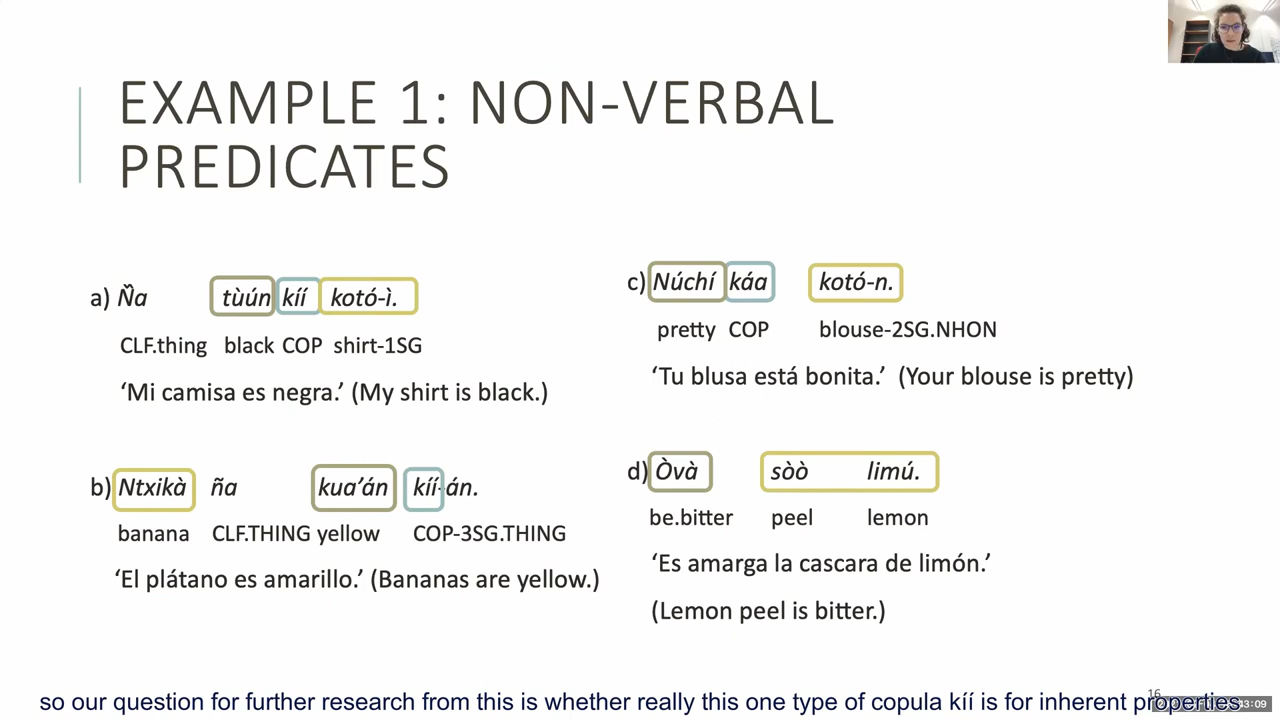 EXAMPLE 1: NON-VERBAL
PREDICATES
a) Ña tùún kíí kotó-ì.
CLF.thing black COP shirt-1SG
‘Mi camisa es negra.’ (My shirt is black.)
b) Ntxikà ña kua’án kíí-án.
banana CLF.THING yellow COP-3SG.THING
‘El plátano es amarillo.’ (Bananas are yellow.)
c) Núchí káa kotó-n.
pretty COP blouse-2SG.NHON
‘Tu blusa está bonita.’ (Your blouse is pretty)
d) Òvà sòò limú.
be.bitter peel lemon
‘Es amarga la cascara de limón.’
(Lemon peel is bitter.)
16
so our question for further research from this is whether really this one type of copula kíí is for inherent properties